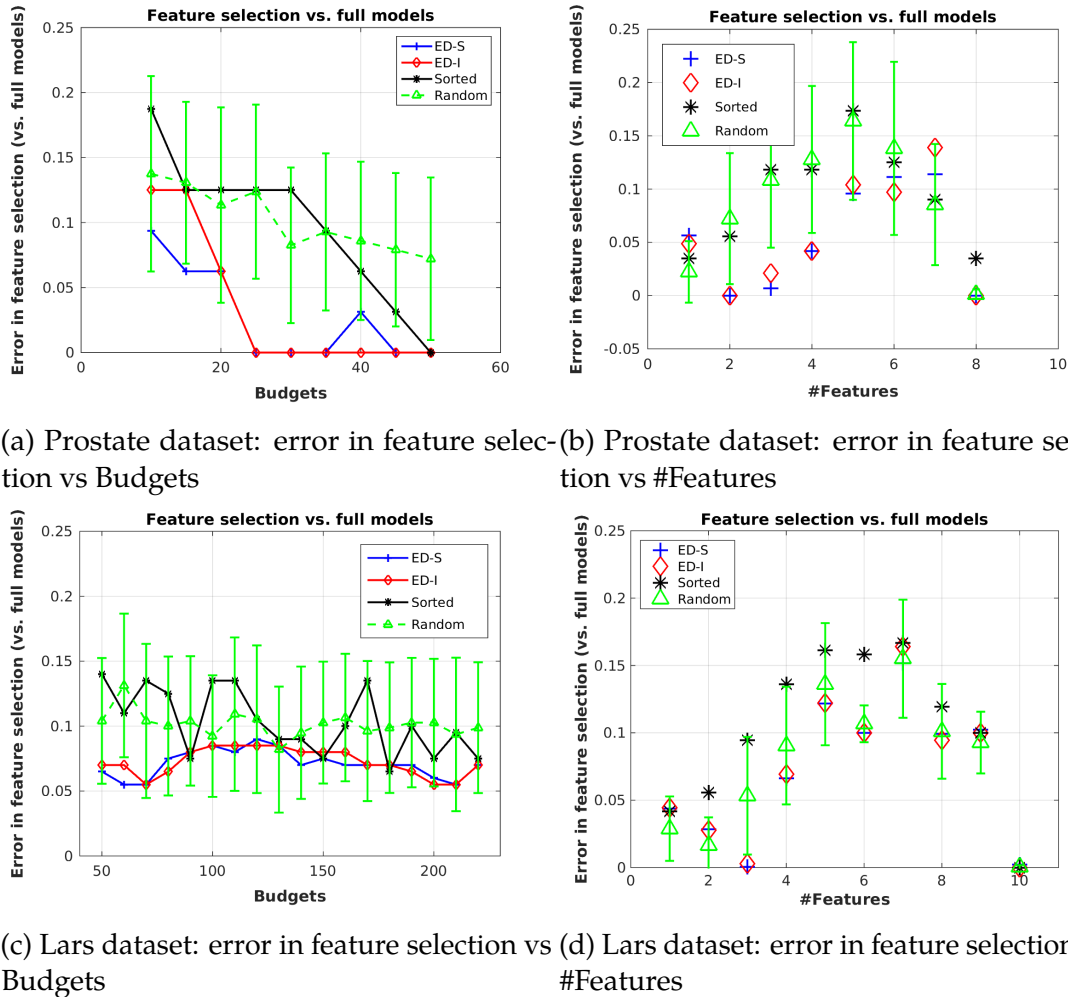 Feature selection vs. full models
Error in feature selection (vs. full models)
0.25
0.2
0.15
0.1
0.05
0
0
20
40
60
Budgets
ED-S
ED-I
Sorted
Random
Feature selection vs. full models
Error in feature selection (vs. full models)
0.25
0.2
0.15
0.1
0.05
0
-0.05
0
2
4
6
8
10
#Features
ED-S
ED-I
Sorted
Random
(a) Prostate dataset: error in feature selec-
tion vs Budgets
(b) Prostate dataset: error in feature se
tion vs #Features
Feature selection vs. full models
Error in feature selection (vs. full models)
0.25
0.2
0.15
0.1
0.05
0
50
100
150
200
Budgets
ED-S
ED-I
Sorted
Random
Feature selection vs. full models
Error in feature selection (vs. full models)
0.25
0.2
0.15
0.1
0.05
0
0
2
4
6
8
10
#Features
ED-S
ED-I
Sorted
Random
(c) Lars dataset: error in feature selection vs
Budgets
(d) Lars dataset: error in feature selection
#Features